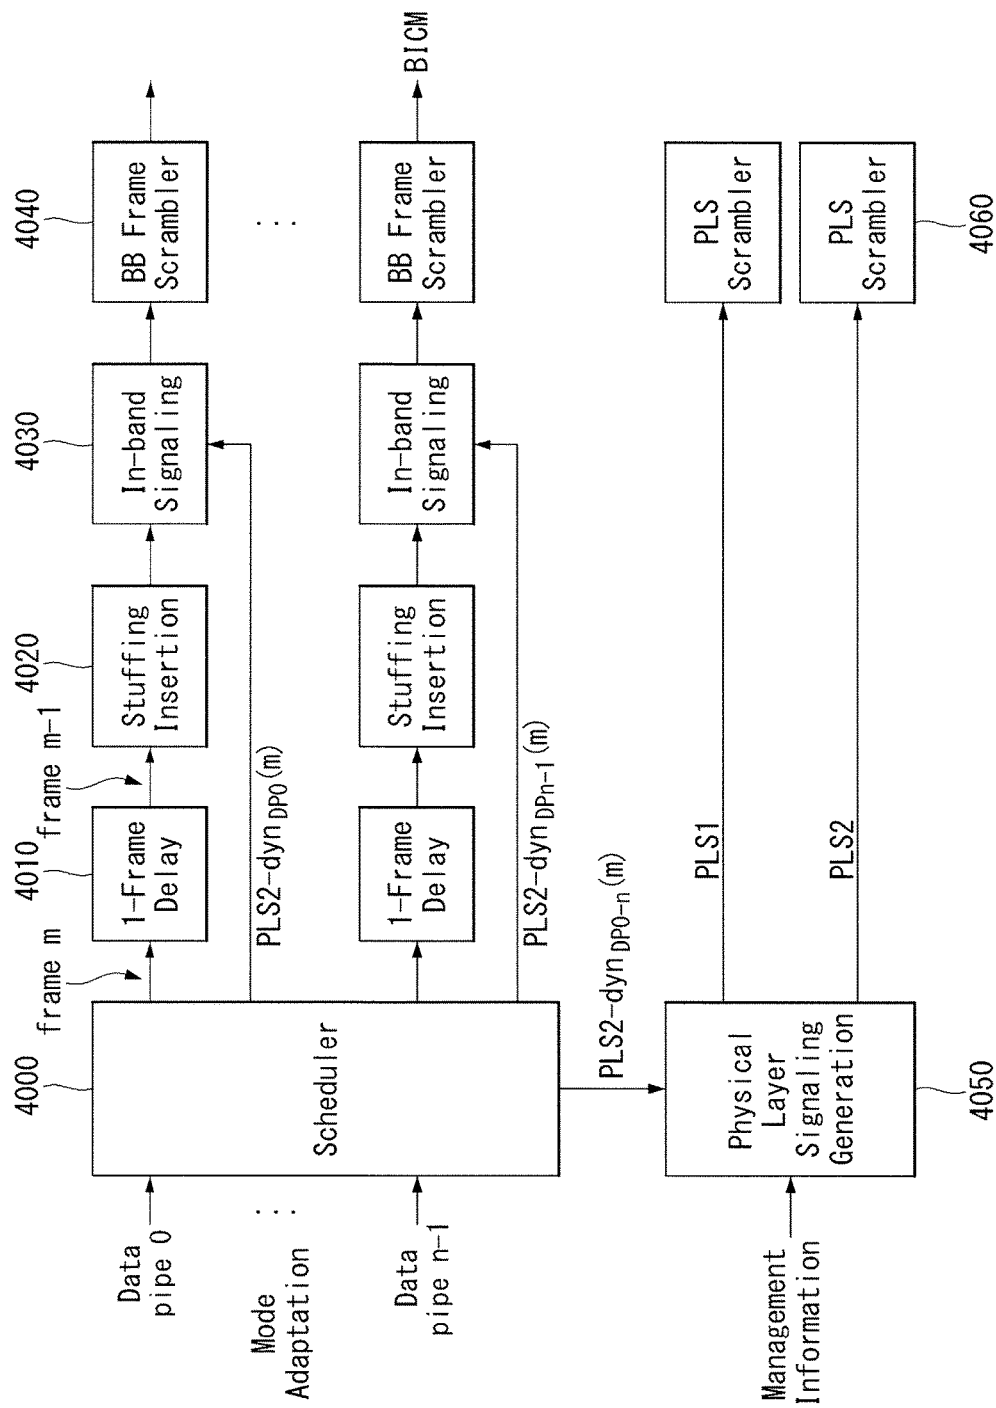 4000
frame m
4010
frame m-1
4020
4030
4040
Data
pipe 0
1-Frame
Delay
Stuffing
Insertion
In-band
Signaling
BB Frame
Scrambler
PLS2-dyn DP0 (m)
Mode
Adaptation
...
Scheduler
...
Data
pipe n-1
1-Frame
Delay
Stuffing
Insertion
In-band
Signaling
BB Frame
Scrambler
BICM
PLS2-dyn DPn-1 (m)
PLS2-dyn DP0-n (m)
Management
Information
Physical
Layer
Signaling
Generation
PLS1
PLS
Scrambler
PLS2
PLS
Scrambler
4050
4060